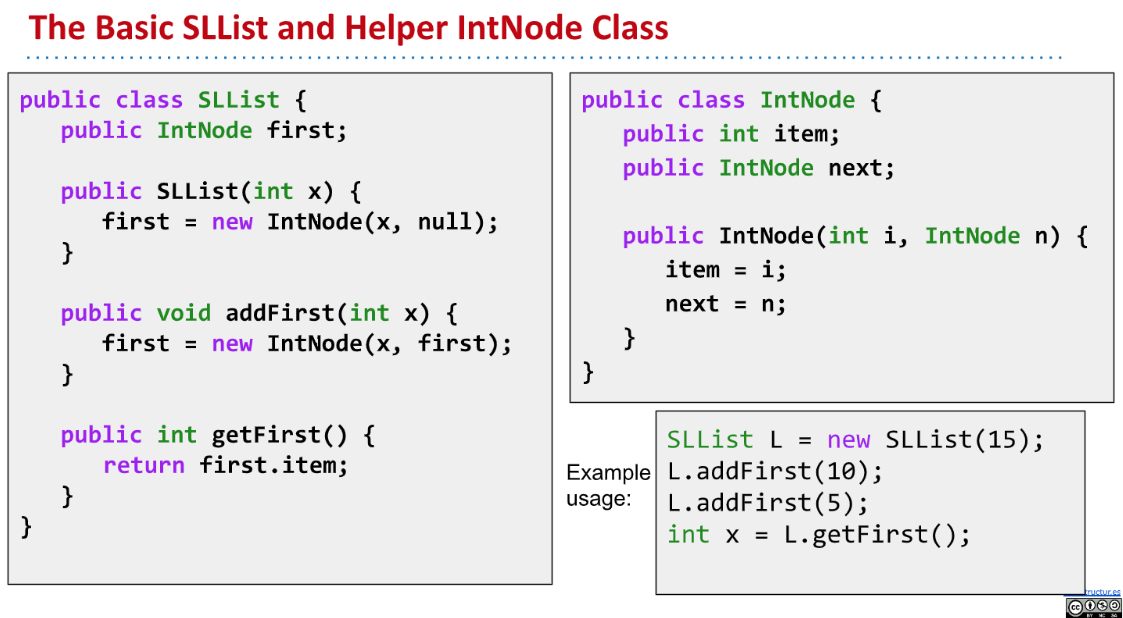 The Basic SLList and Helper IntNode Class
public class SLList {
   public IntNode first;

   public SLList(int x) {
      first = new IntNode(x, null);
   }

   public void addFirst(int x) {
      first = new IntNode(x, first);
   }

   public int getFirst() {
      return first.item;
   }
}
public class IntNode {
   public int item;
   public IntNode next;

   public IntNode(int i, IntNode n) {
      item = i;
      next = n;
   }
}
Example
usage:
SLList L = new SLList(15);
L.addFirst(10);
L.addFirst(5);
int x = L.getFirst();
ructur.es
cc
BY NC SA